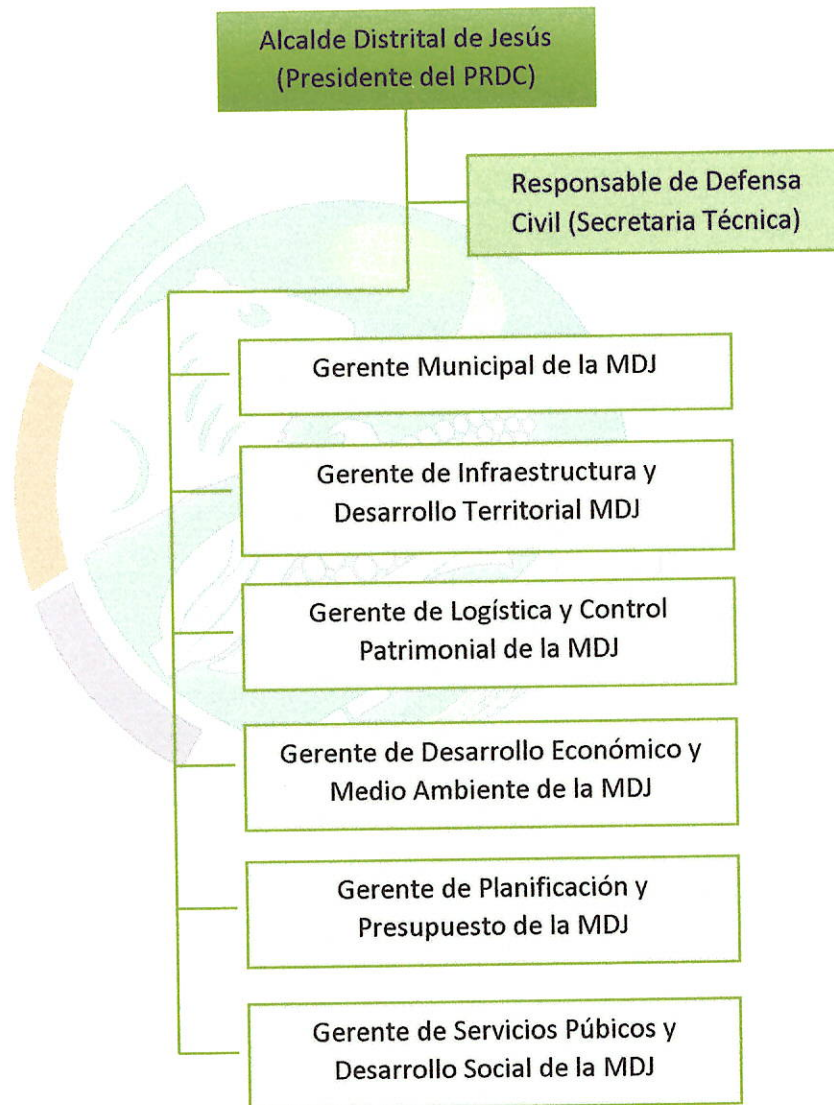 Alcalde Distrital de Jesús
(Presidente del PRDC)
Responsable de Defensa
Civil (Secretaria Técnica)
Gerente Municipal de la MDJ
Gerente de Infraestructura y
Desarrollo Territorial MDJ
Gerente de Logística y Control
Patrimonial de la MDJ
Gerente de Desarrollo Económico y
Medio Ambiente de la MDJ
Gerente de Planificación y
Presupuesto de la MDJ
Gerente de Servicios Púbicos y
Desarrollo Social de la MDJ